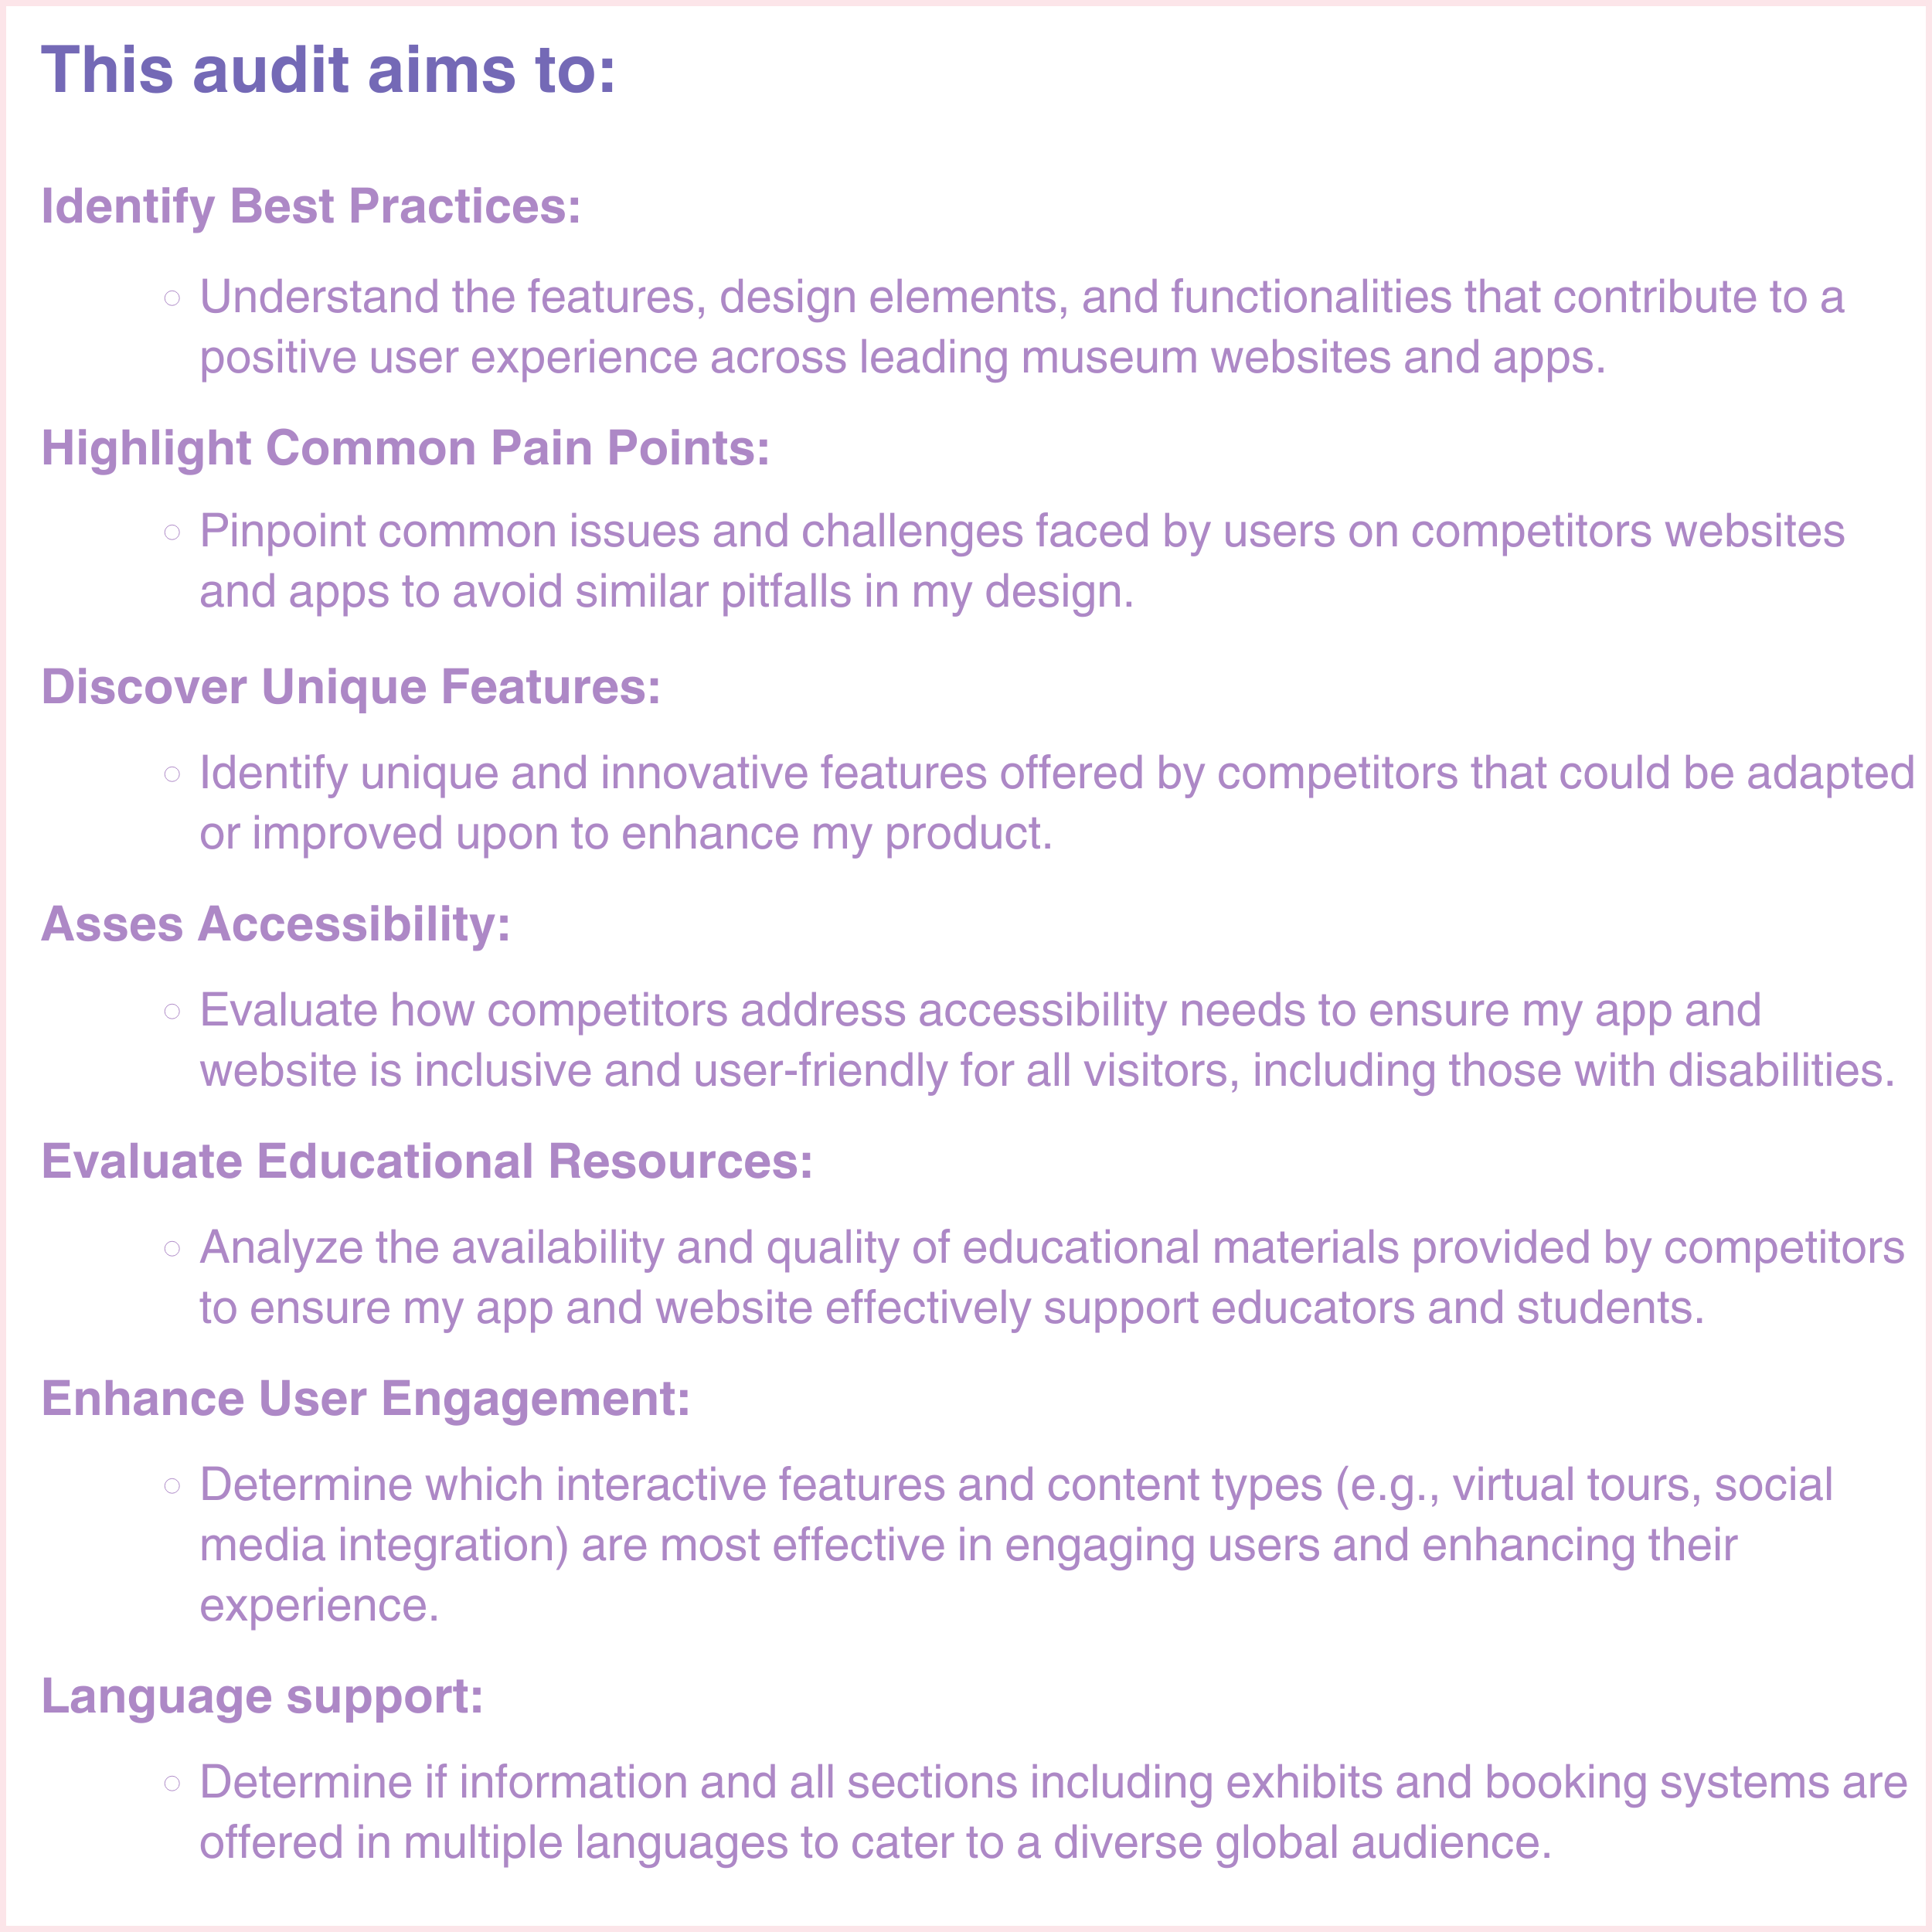 This audit aims to:
Identify Best Practices:
Understand the features, design elements, and functionalities that contribute to a
positive user experience across leading museum websites and apps.
Highlight Common Pain Points:
Pinpoint common issues and challenges faced by users on competitors websites
and apps to avoid similar pitfalls in my design.
Discover Unique Features:
Identify unique and innovative features offered by competitors that could be adapted
or improved upon to enhance my product.
Asses Accessibility:
Evaluate how competitors address accessibility needs to ensure my app and
website is inclusive and user-friendly for all visitors, including those with disabilities.
Evaluate Educational Resources:
Analyze the availability and quality of educational materials provided by competitors
to ensure my app and website effectively support educators and students.
Enhance User Engagement:
Determine which interactive features and content types (e.g., virtual tours, social
media integration) are most effective in engaging users and enhancing their
experience.
Language support:
Determine if information and all sections including exhibits and booking systems are
offered in multiple languages to cater to a diverse global audience.